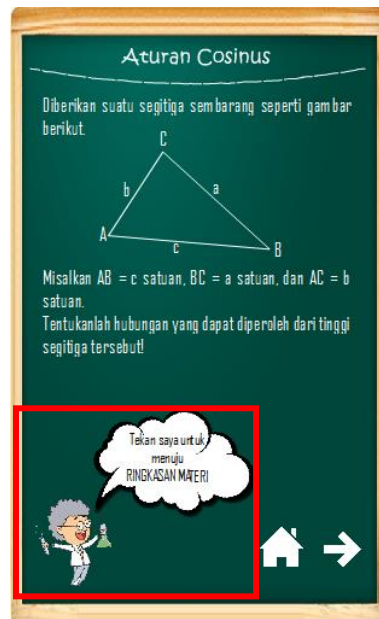 Aturan Cosinus
Diberikan suatu segitiga sembarang seperti gambar
berikut.
C
b
a
A
c
B
Misalkan AB = c satuan, BC = a satuan, dan AC = b
satuan.
Tentukanlah hubungan yang dapat diperoleh dari tinggi
segitiga tersebut!
Tekan saya untuk
menuju
RINGKASAN MATERI